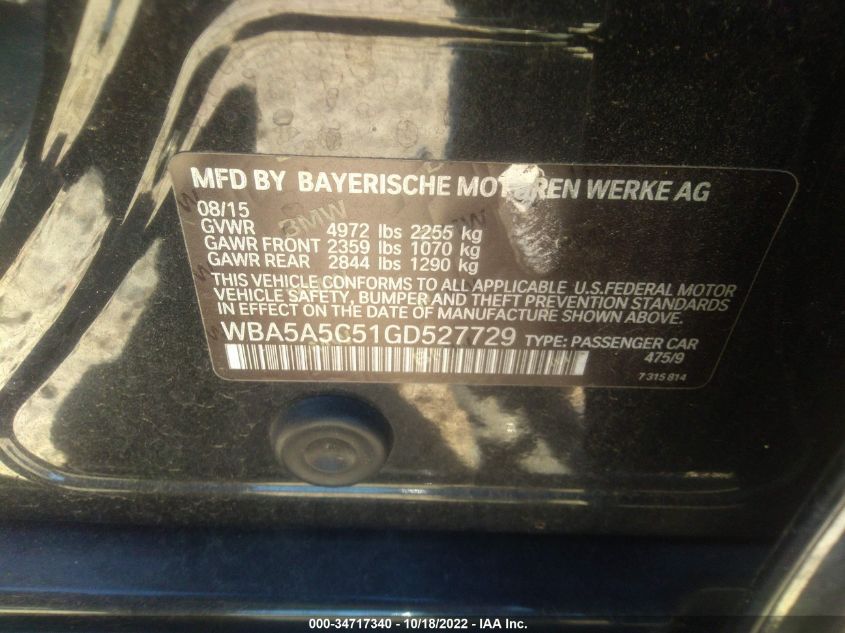 MFD BY BAYERISCHE MOTOREN WERKE AG
08/15
GVWR 4972 lbs 2255 kg
GAWR FRONT 2359 lbs 1070 kg
GAWR REAR 2844 lbs 1290 kg
THIS VEHICLE CONFORMS TO ALL APPLICABLE U.S.FEDERAL MOTOR
VEHICLE SAFETY, BUMPER AND THEFT PREVENTION STANDARDS
IN EFFECT ON THE DATE OF MANUFACTURE SHOWN ABOVE.
WBA5A5C51GD527729 TYPE: PASSENGER CAR
475/9
7 315 814
BMW
000-34717340 - 10/18/2022 - IAA Inc.